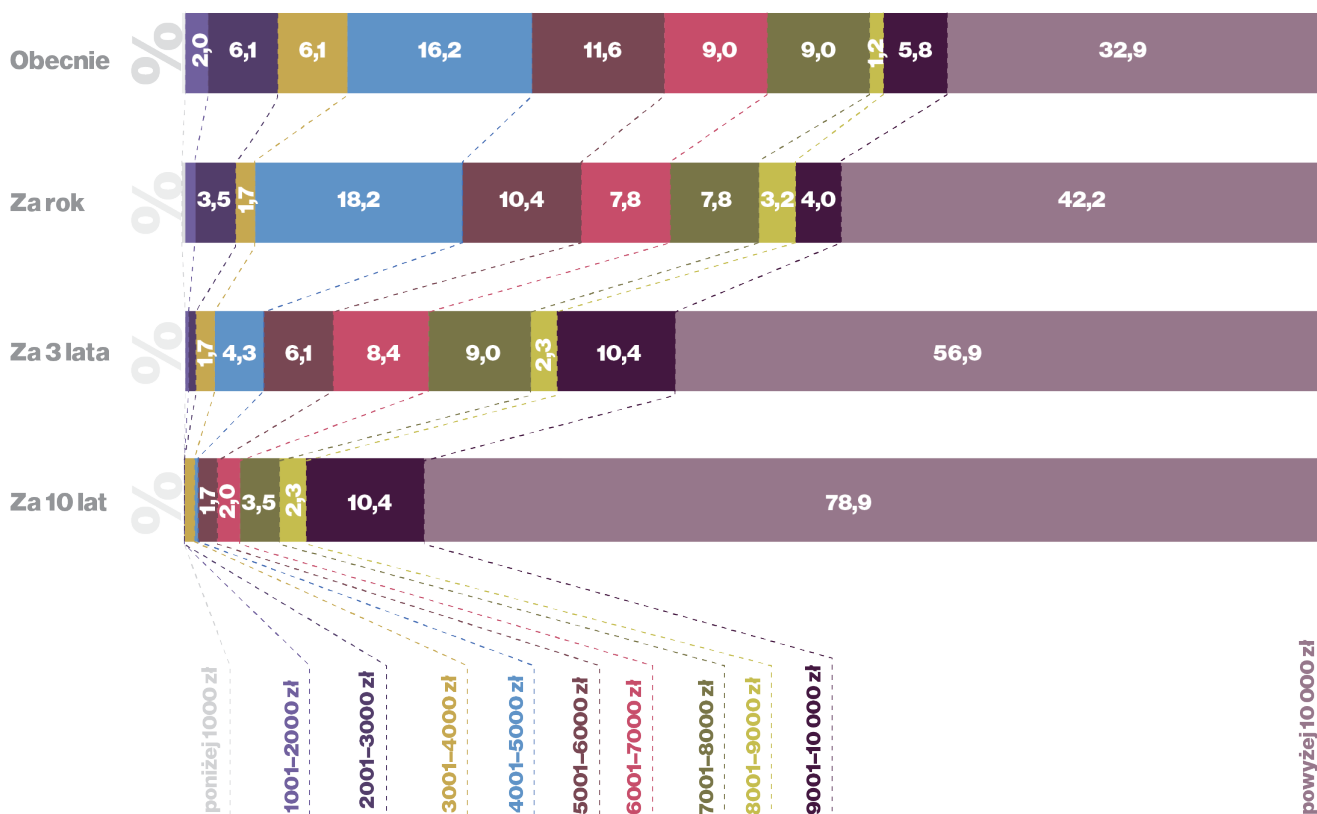 Obecnie % 2,0 6,1 6,1 16,2 11,6 9,0 9,0 1,2 5,8 32,9
Za rok % 3,5 1,7 18,2 10,4 7,8 7,8 3,2 4,0 42,2
Za 3 lata % 1,7 4,3 6,1 8,4 9,0 2,3 10,4 56,9
Za 10 lat % 1,7 2,0 3,5 2,3 10,4 78,9
poniżej 1000 zł
1001–2000 zł
2001–3000 zł
3001–4000 zł
4001–5000 zł
5001–6000 zł
6001–7000 zł
7001–8000 zł
8001–9000 zł
9001–10 000 zł
powyżej 10 000 zł